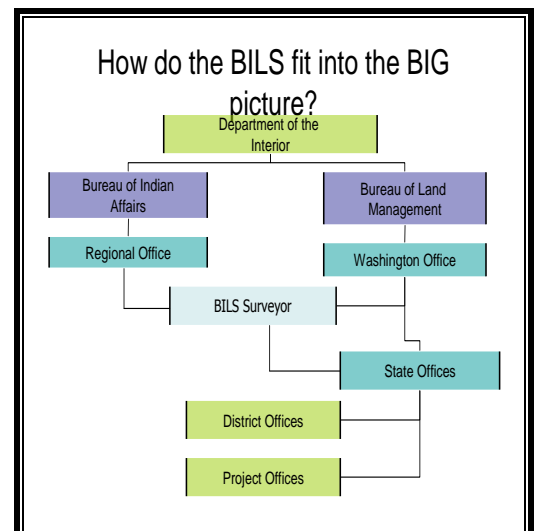 How do the BILS fit into the BIG
picture?
Department of the
Interior
Bureau of Indian
Affairs
Bureau of Land
Management
Regional Office
Washington Office
BILS Surveyor
State Offices
District Offices
Project Offices